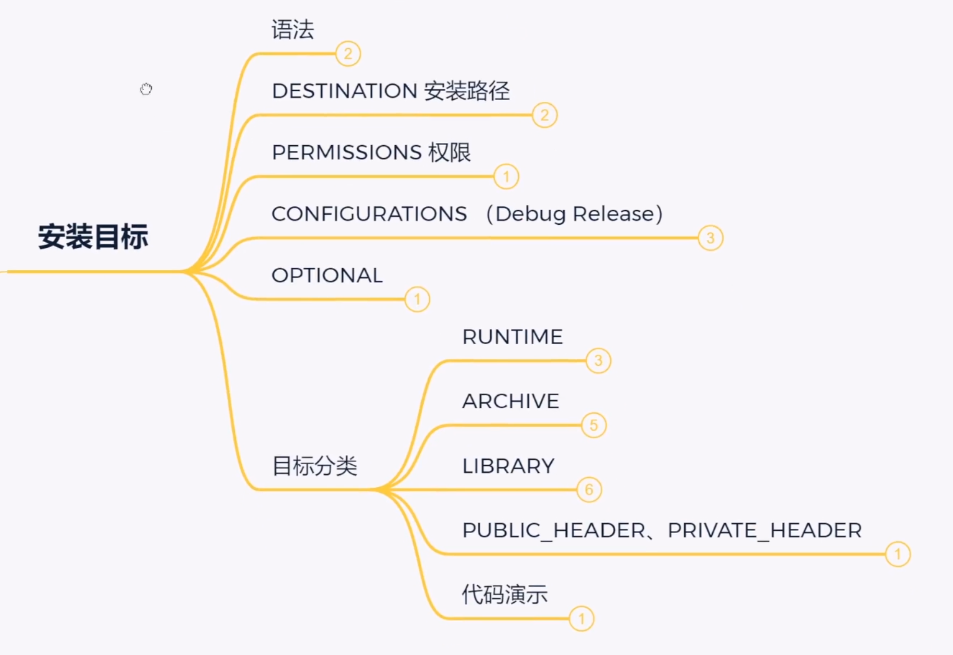 语法
2
DESTINATION 安装路径
2
PERMISSIONS 权限
1
CONFIGURATIONS （Debug Release）
3
安装目标
OPTIONAL
1
RUNTIME
3
ARCHIVE
5
目标分类
LIBRARY
6
PUBLIC_HEADER、PRIVATE_HEADER
1
代码演示
1